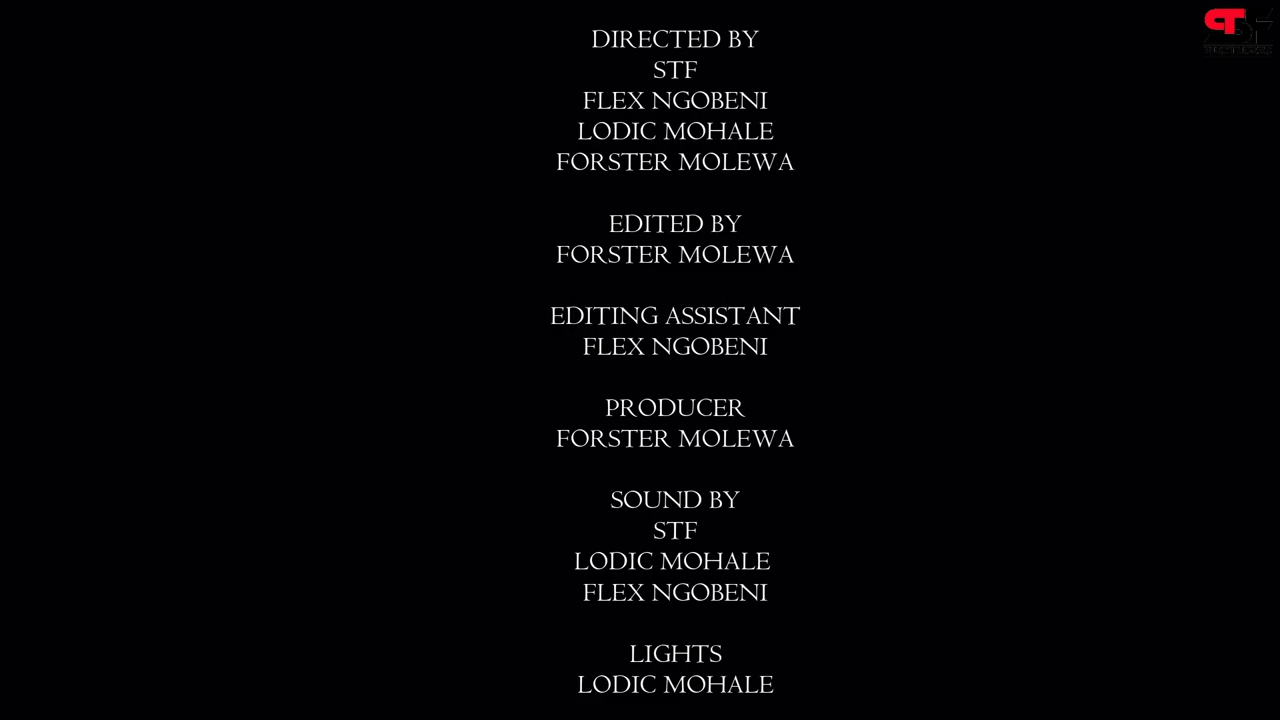 DIRECTED BY
STF
FLEX NGOBENI
LODIC MOHALE
FORSTER MOLEWA
EDITED BY
FORSTER MOLEWA
EDITING ASSISTANT
FLEX NGOBENI
PRODUCER
FORSTER MOLEWA
SOUND BY
STF
LODIC MOHALE
FLEX NGOBENI
LIGHTS
LODIC MOHALE